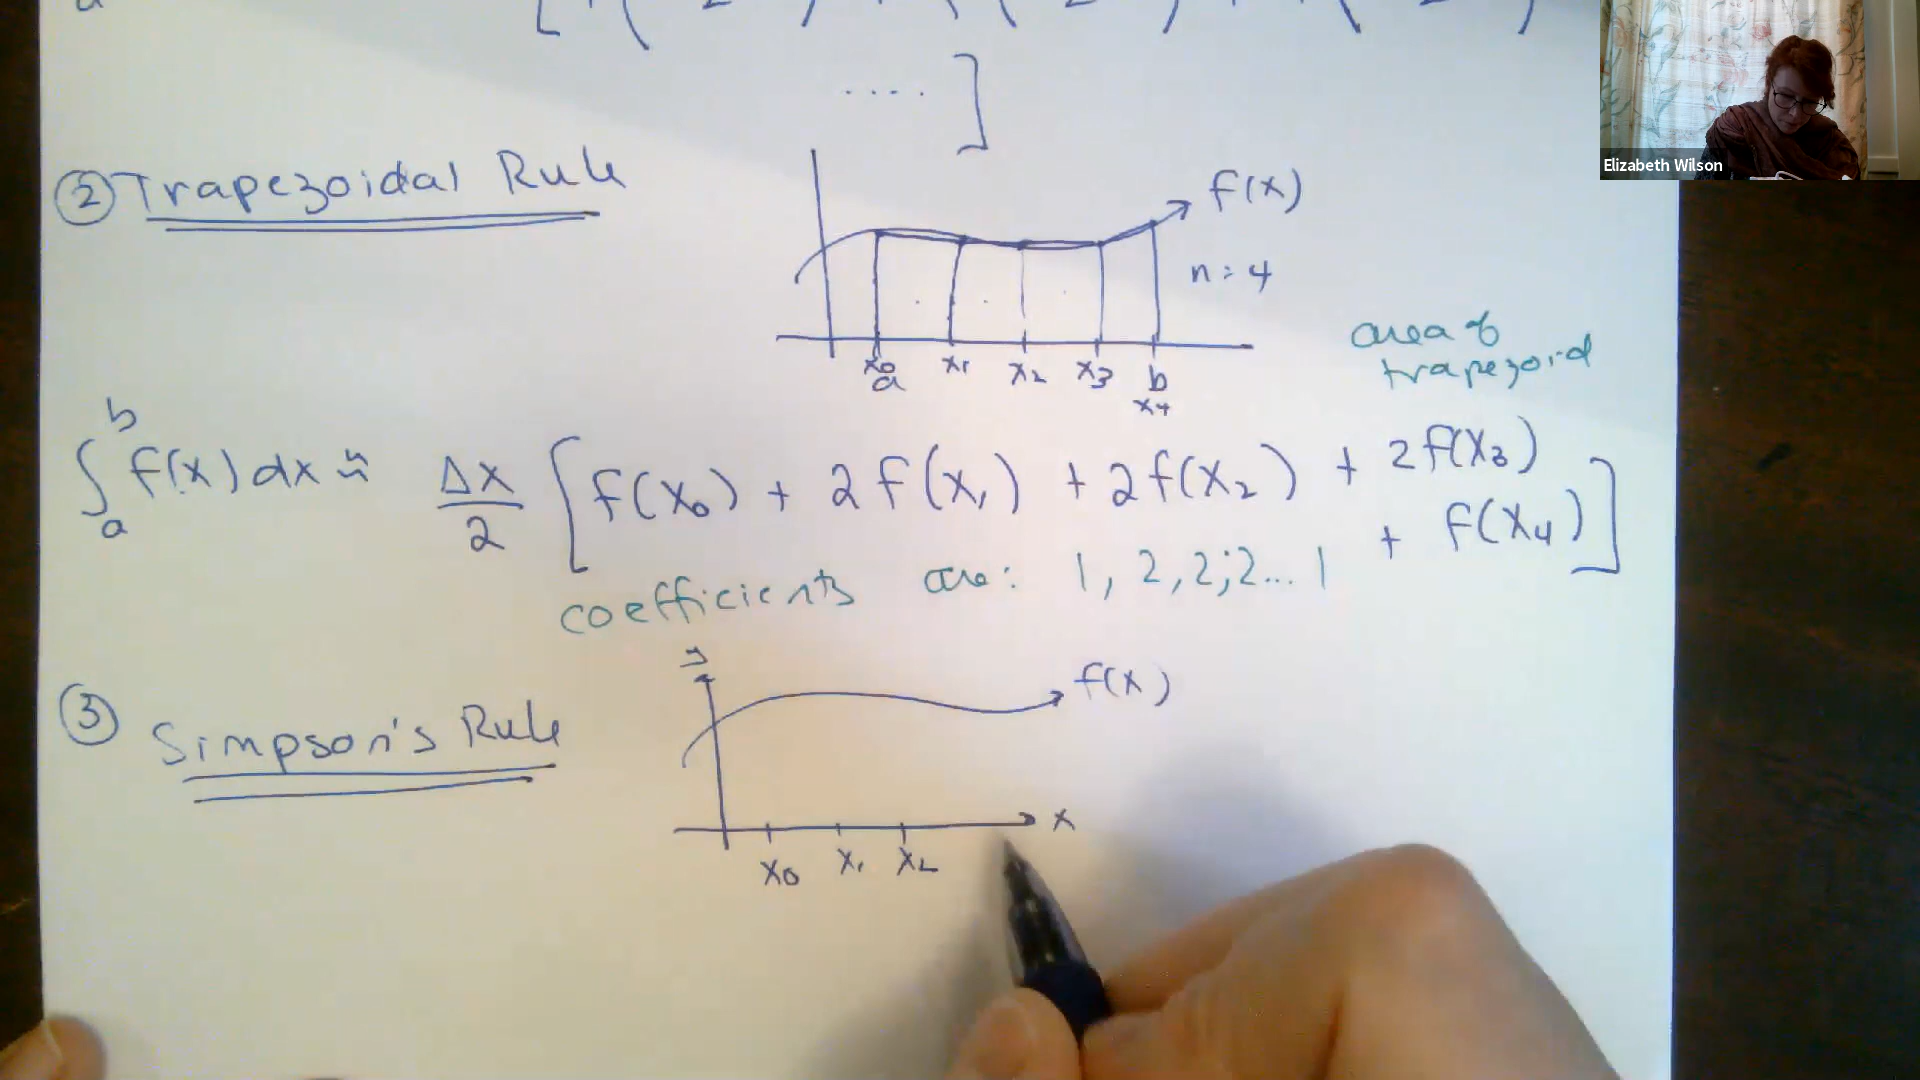 Elizabeth Wilson
. . . . ]
② Trapezoidal Rule
f(x)
n = 4
x₀ x₁ x₂ x₃ b
a x₄
area of
trapezoid
∫ₐᵇ f(x) dx ≈ Δx/2 [ f(x₀) + 2f(x₁) + 2f(x₂) + 2f(x₃)
+ f(x₄) ]
coefficients are: 1, 2, 2, 2... 1
③ Simpson's Rule
y
f(x)
x
x₀ x₁ x₂